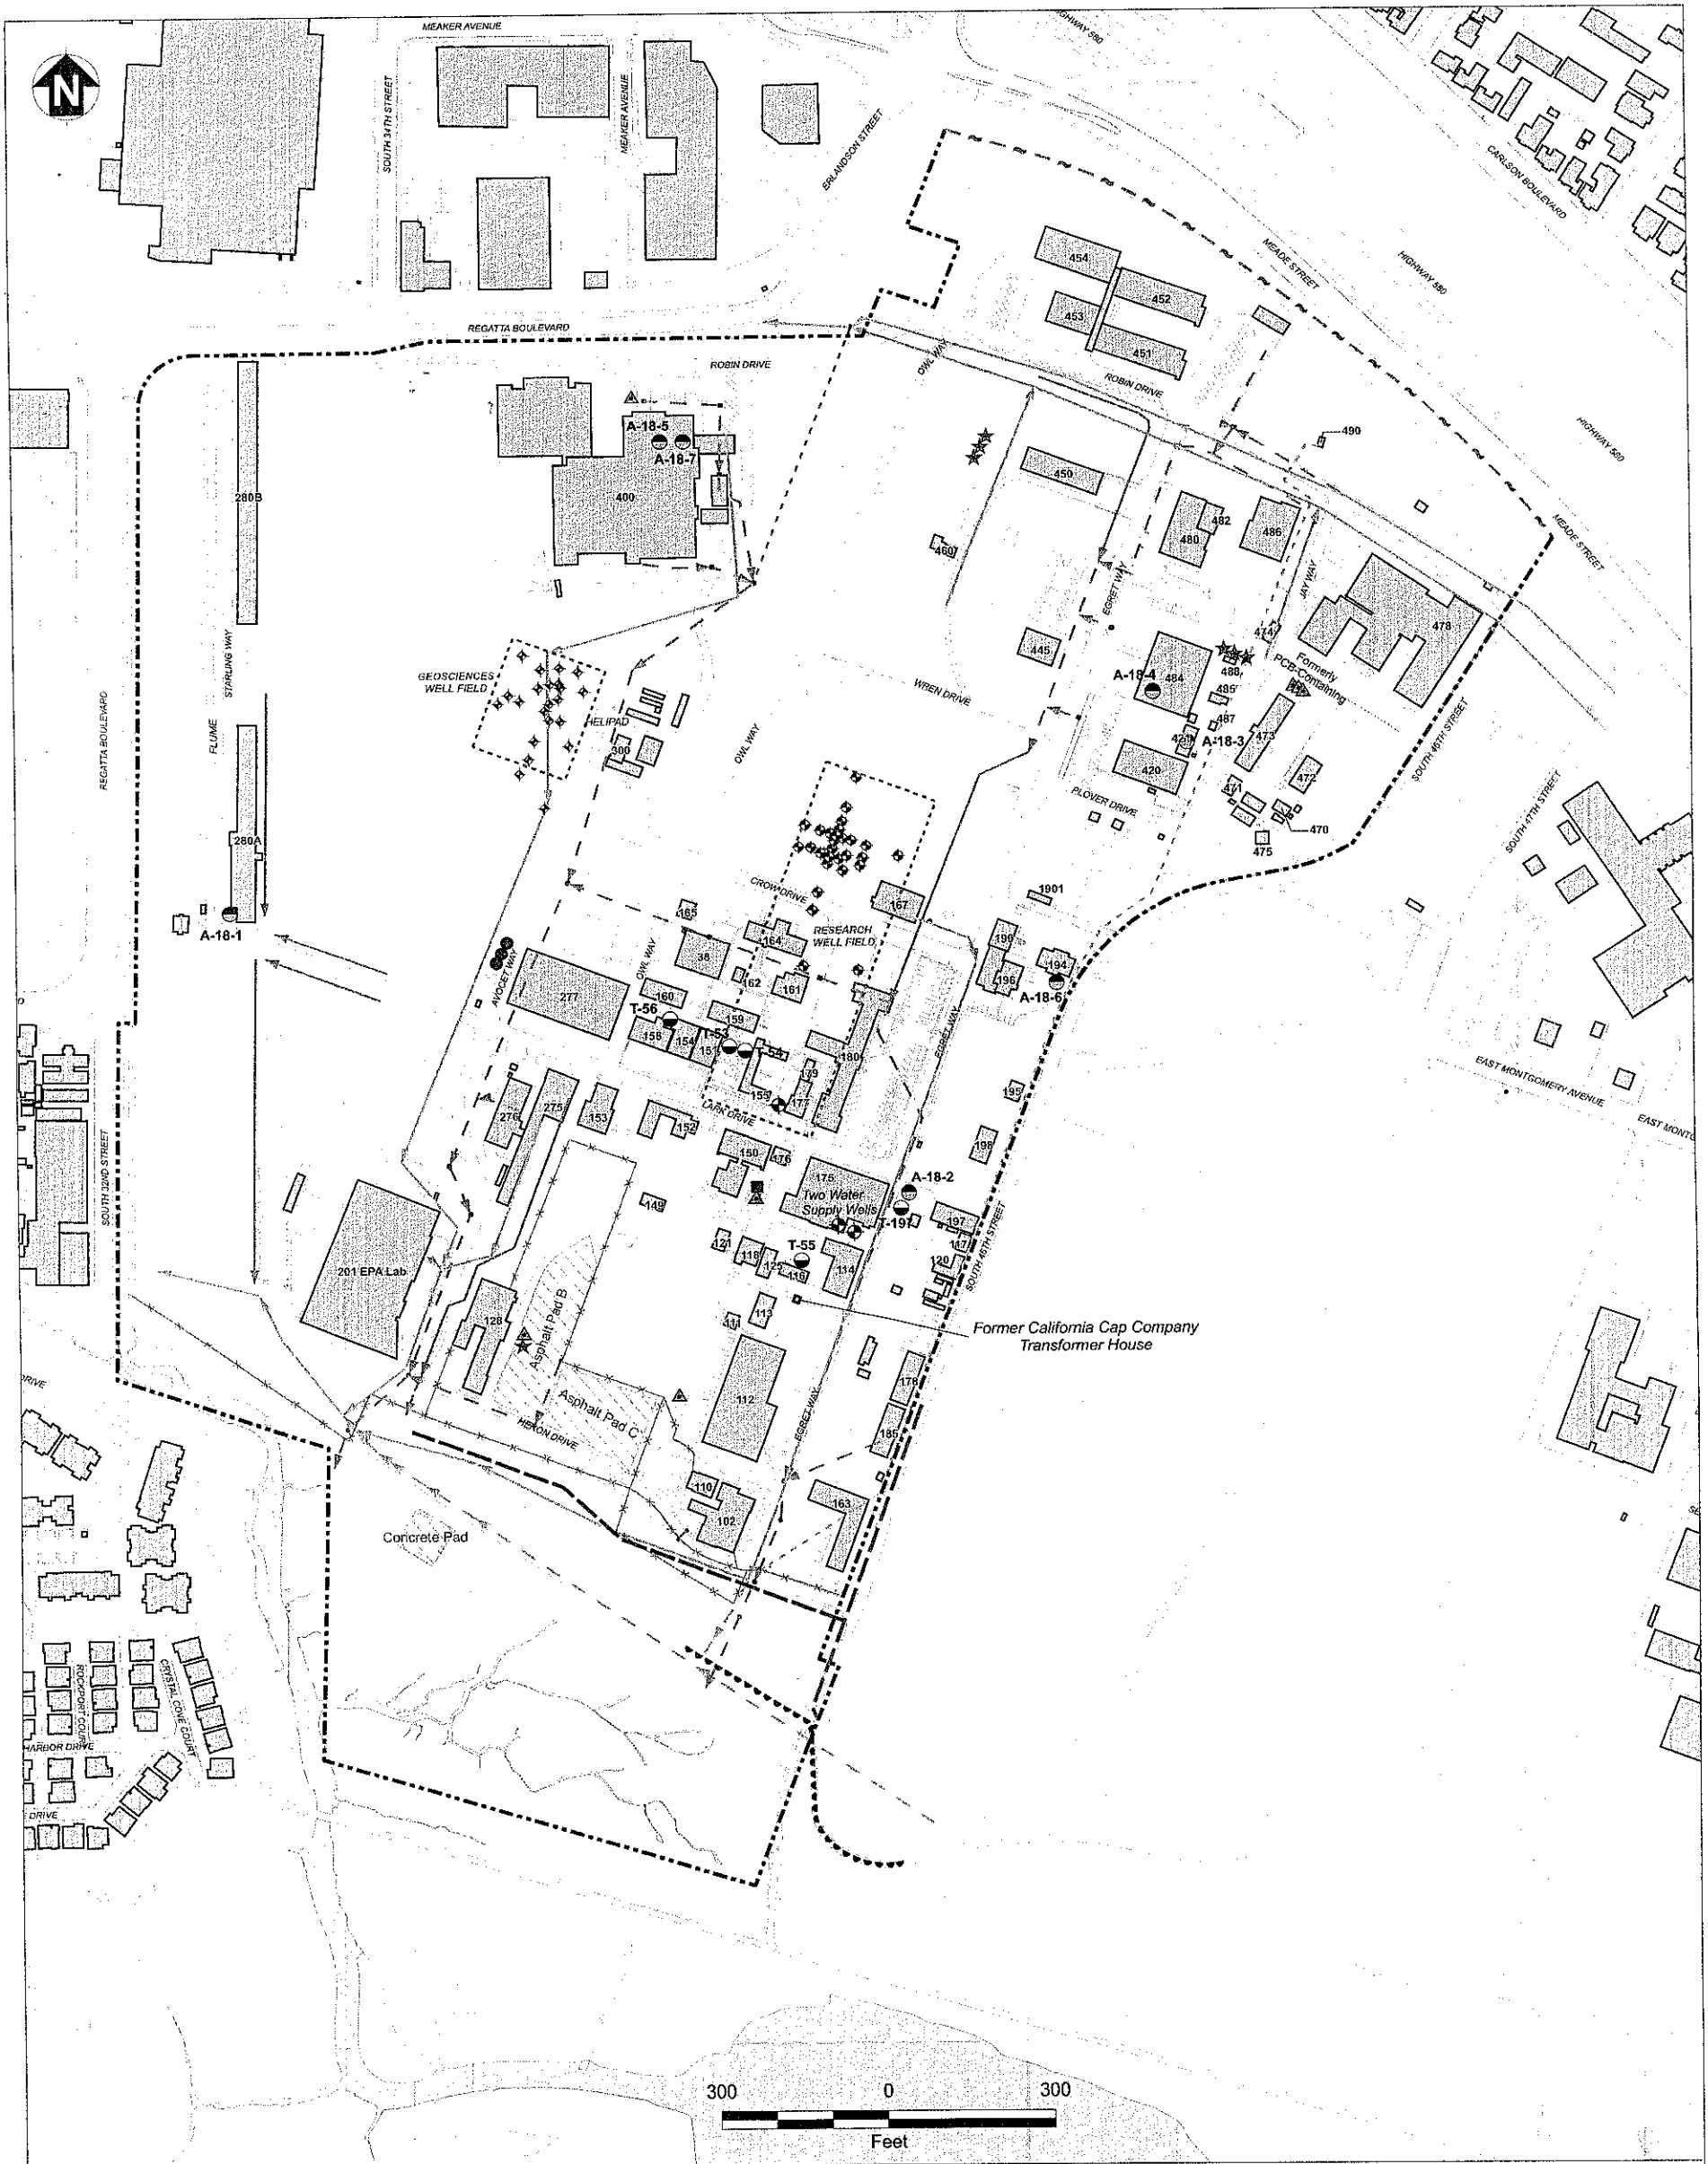 MEAKER AVENUE
HIGHWAY 580
N
SOUTH 34TH STREET
MEAKER AVENUE
ERLANDSON STREET
CARLSON BOULEVARD
MEADE STREET
HIGHWAY 580
454
452
453
451
REGATTA BOULEVARD
OWL WAY
ROBIN DRIVE
ROBIN DRIVE
HIGHWAY 580
A-18-5
A-18-7
490
450
280B
400
482
480
486
MEADE STREET
460
EGRET WAY
JAY WAY
474
478
445
STARLING WAY
GEOSCIENCES
WELL FIELD
WREN DRIVE
A-18-4
484
488
Formerly
PCB-Containing
485
REGATTA BOULEVARD
FLUME
HELIPAD
300
OWL WAY
487
A-18-3
473
SOUTH 46TH STREET
420
472
471
PLOVER DRIVE
470
475
SOUTH 47TH STREET
280A
CROW DRIVE
1901
167
165
A-18-1
164
RESEARCH
WELL FIELD
190
38
OWL WAY
194
196
162
161
A-18-6
AVOCET WAY
277
160
T-56
159
T-53
158
154
151
T-54
180
EGRET WAY
179
155
177
195
EAST MONTGOMERY AVENUE
276
275
153
152
LARK DRIVE
198
150
176
175
A-18-2
SOUTH 32ND STREET
149
Two Water
Supply Wells
T-197
197
117
121
118
125
T-55
116
114
120
SOUTH 46TH STREET
201 EPA Lab
128
Asphalt Pad B
111
113
Former California Cap Company
Transformer House
DRIVE
Asphalt Pad C
112
178
HERON DRIVE
EGRET WAY
185
110
102
163
Concrete Pad
ROCKPORT COURT
CRYSTAL COVE COURT
HARBOR DRIVE
DRIVE
300
0
300
Feet